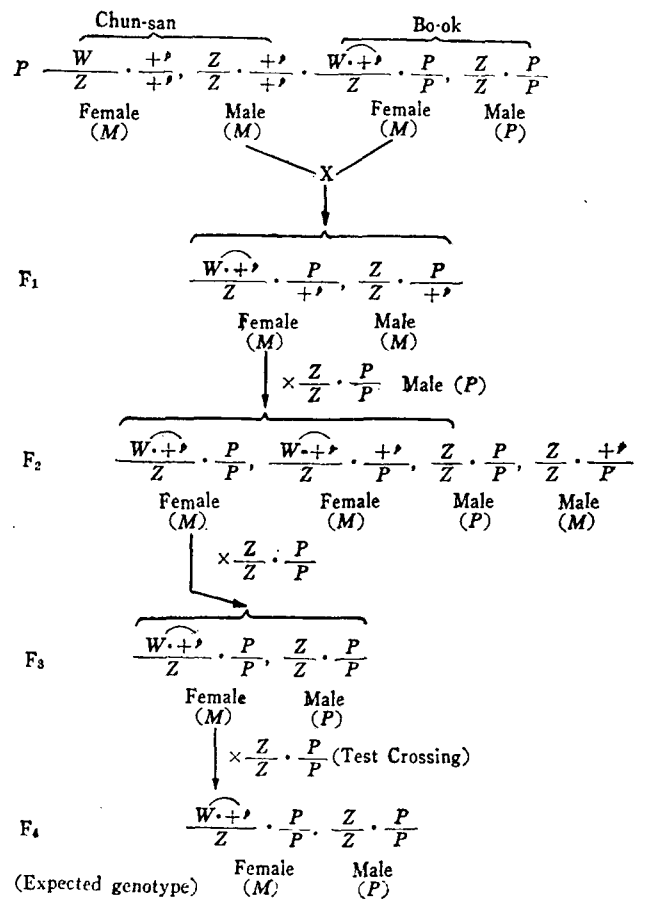 Chun-san Bo-ok
P W/Z · +ᵖ/+ᵖ, Z/Z · +ᵖ/+ᵖ · W·+ᵖ/Z · P/P, Z/Z · P/P
Female Male Female Male
(M) (M) (M) (P)
X
F₁ W·+ᵖ/Z · P/+ᵖ, Z/Z · P/+ᵖ
Female Male
(M) (M)
× Z/Z · P/P Male (P)
F₂ W·+ᵖ/Z · P/P, W·+ᵖ/Z · +ᵖ/P, Z/Z · P/P, Z/Z · +ᵖ/P
Female Female Male Male
(M) (M) (P) (M)
× Z/Z · P/P
F₃ W·+ᵖ/Z · P/P, Z/Z · P/P
Female Male
(M) (P)
× Z/Z · P/P (Test Crossing)
F₄ W·+ᵖ/Z · P/P. Z/Z · P/P
Female Male
(Expected genotype) (M) (P)